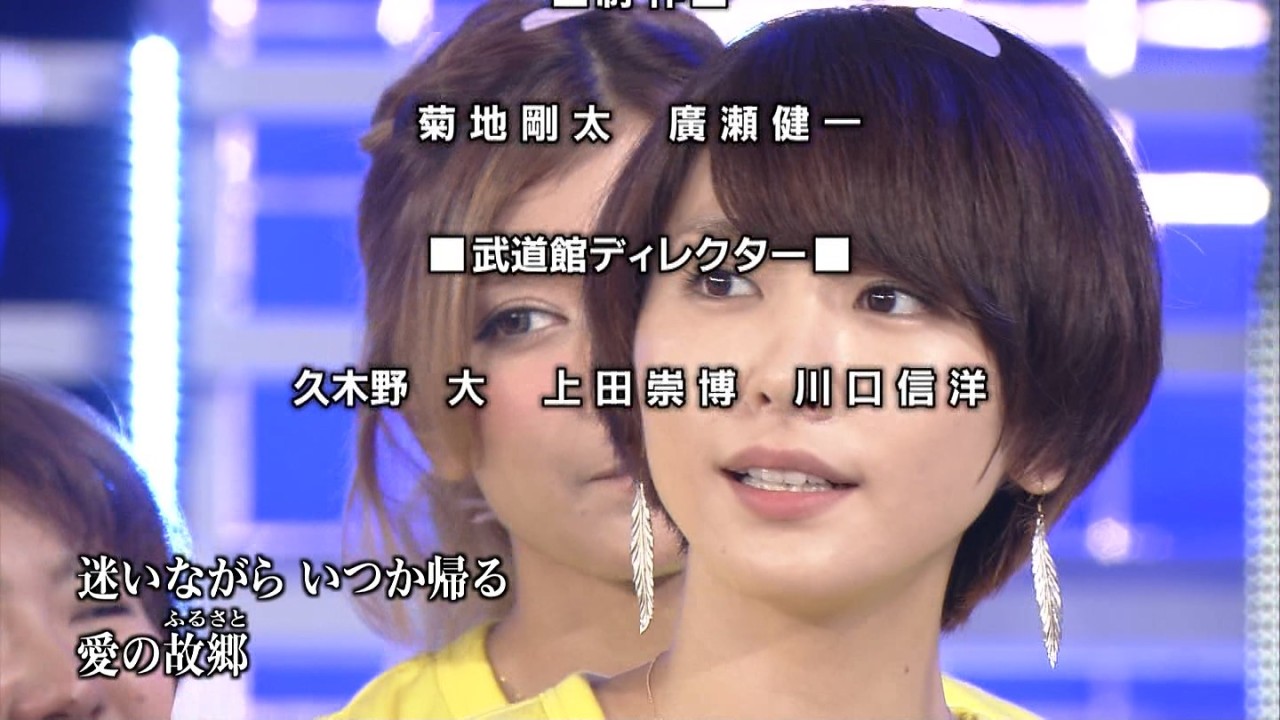 ■制作■
菊地剛太　廣瀬健一
■武道館ディレクター■
久木野　大　上田崇博　川口信洋
迷いながら いつか帰る
ふるさと
愛の故郷